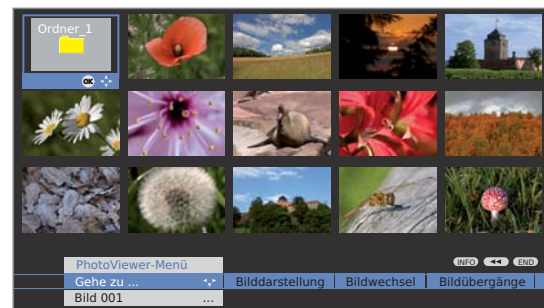 Ordner_1
OK
INFO ◄◄ END
PhotoViewer-Menü
Gehe zu ... Bilddarstellung Bildwechsel Bildübergänge
Bild 001 ...